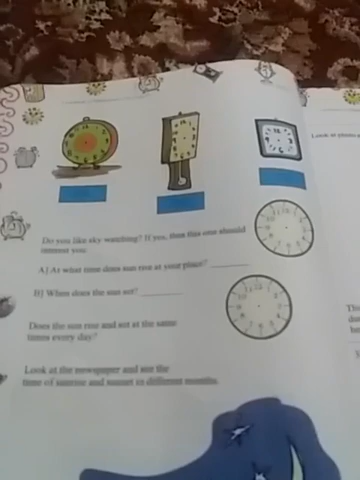 Do you like sky watching? If yes, then this one should
interest you:
A] At what time does sun rise at your place?
B] When does the sun set?
Does the sun rise and set at the same
times every day?
Look at the newspaper and see the
time of sunrise and sunset in different months.
Look at